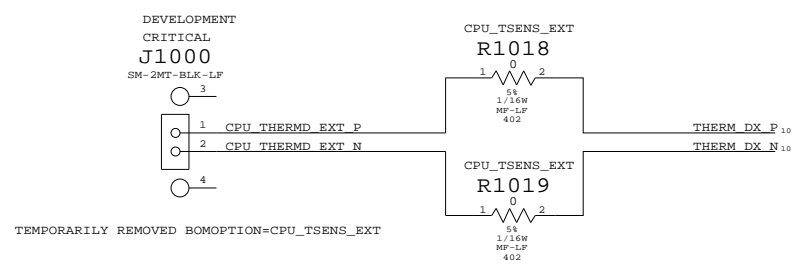 DEVELOPMENT
CRITICAL
J1000
SM-2MT-BLK-LF
3
1 CPU_THERMD_EXT_P
2 CPU_THERMD_EXT_N
4
CPU_TSENS_EXT
R1018
0
1 2
5%
1/16W
MF-LF
402
THERM_DX_P 10
THERM_DX_N 10
CPU_TSENS_EXT
R1019
0
1 2
5%
1/16W
MF-LF
402
TEMPORARILY REMOVED BOMOPTION=CPU_TSENS_EXT